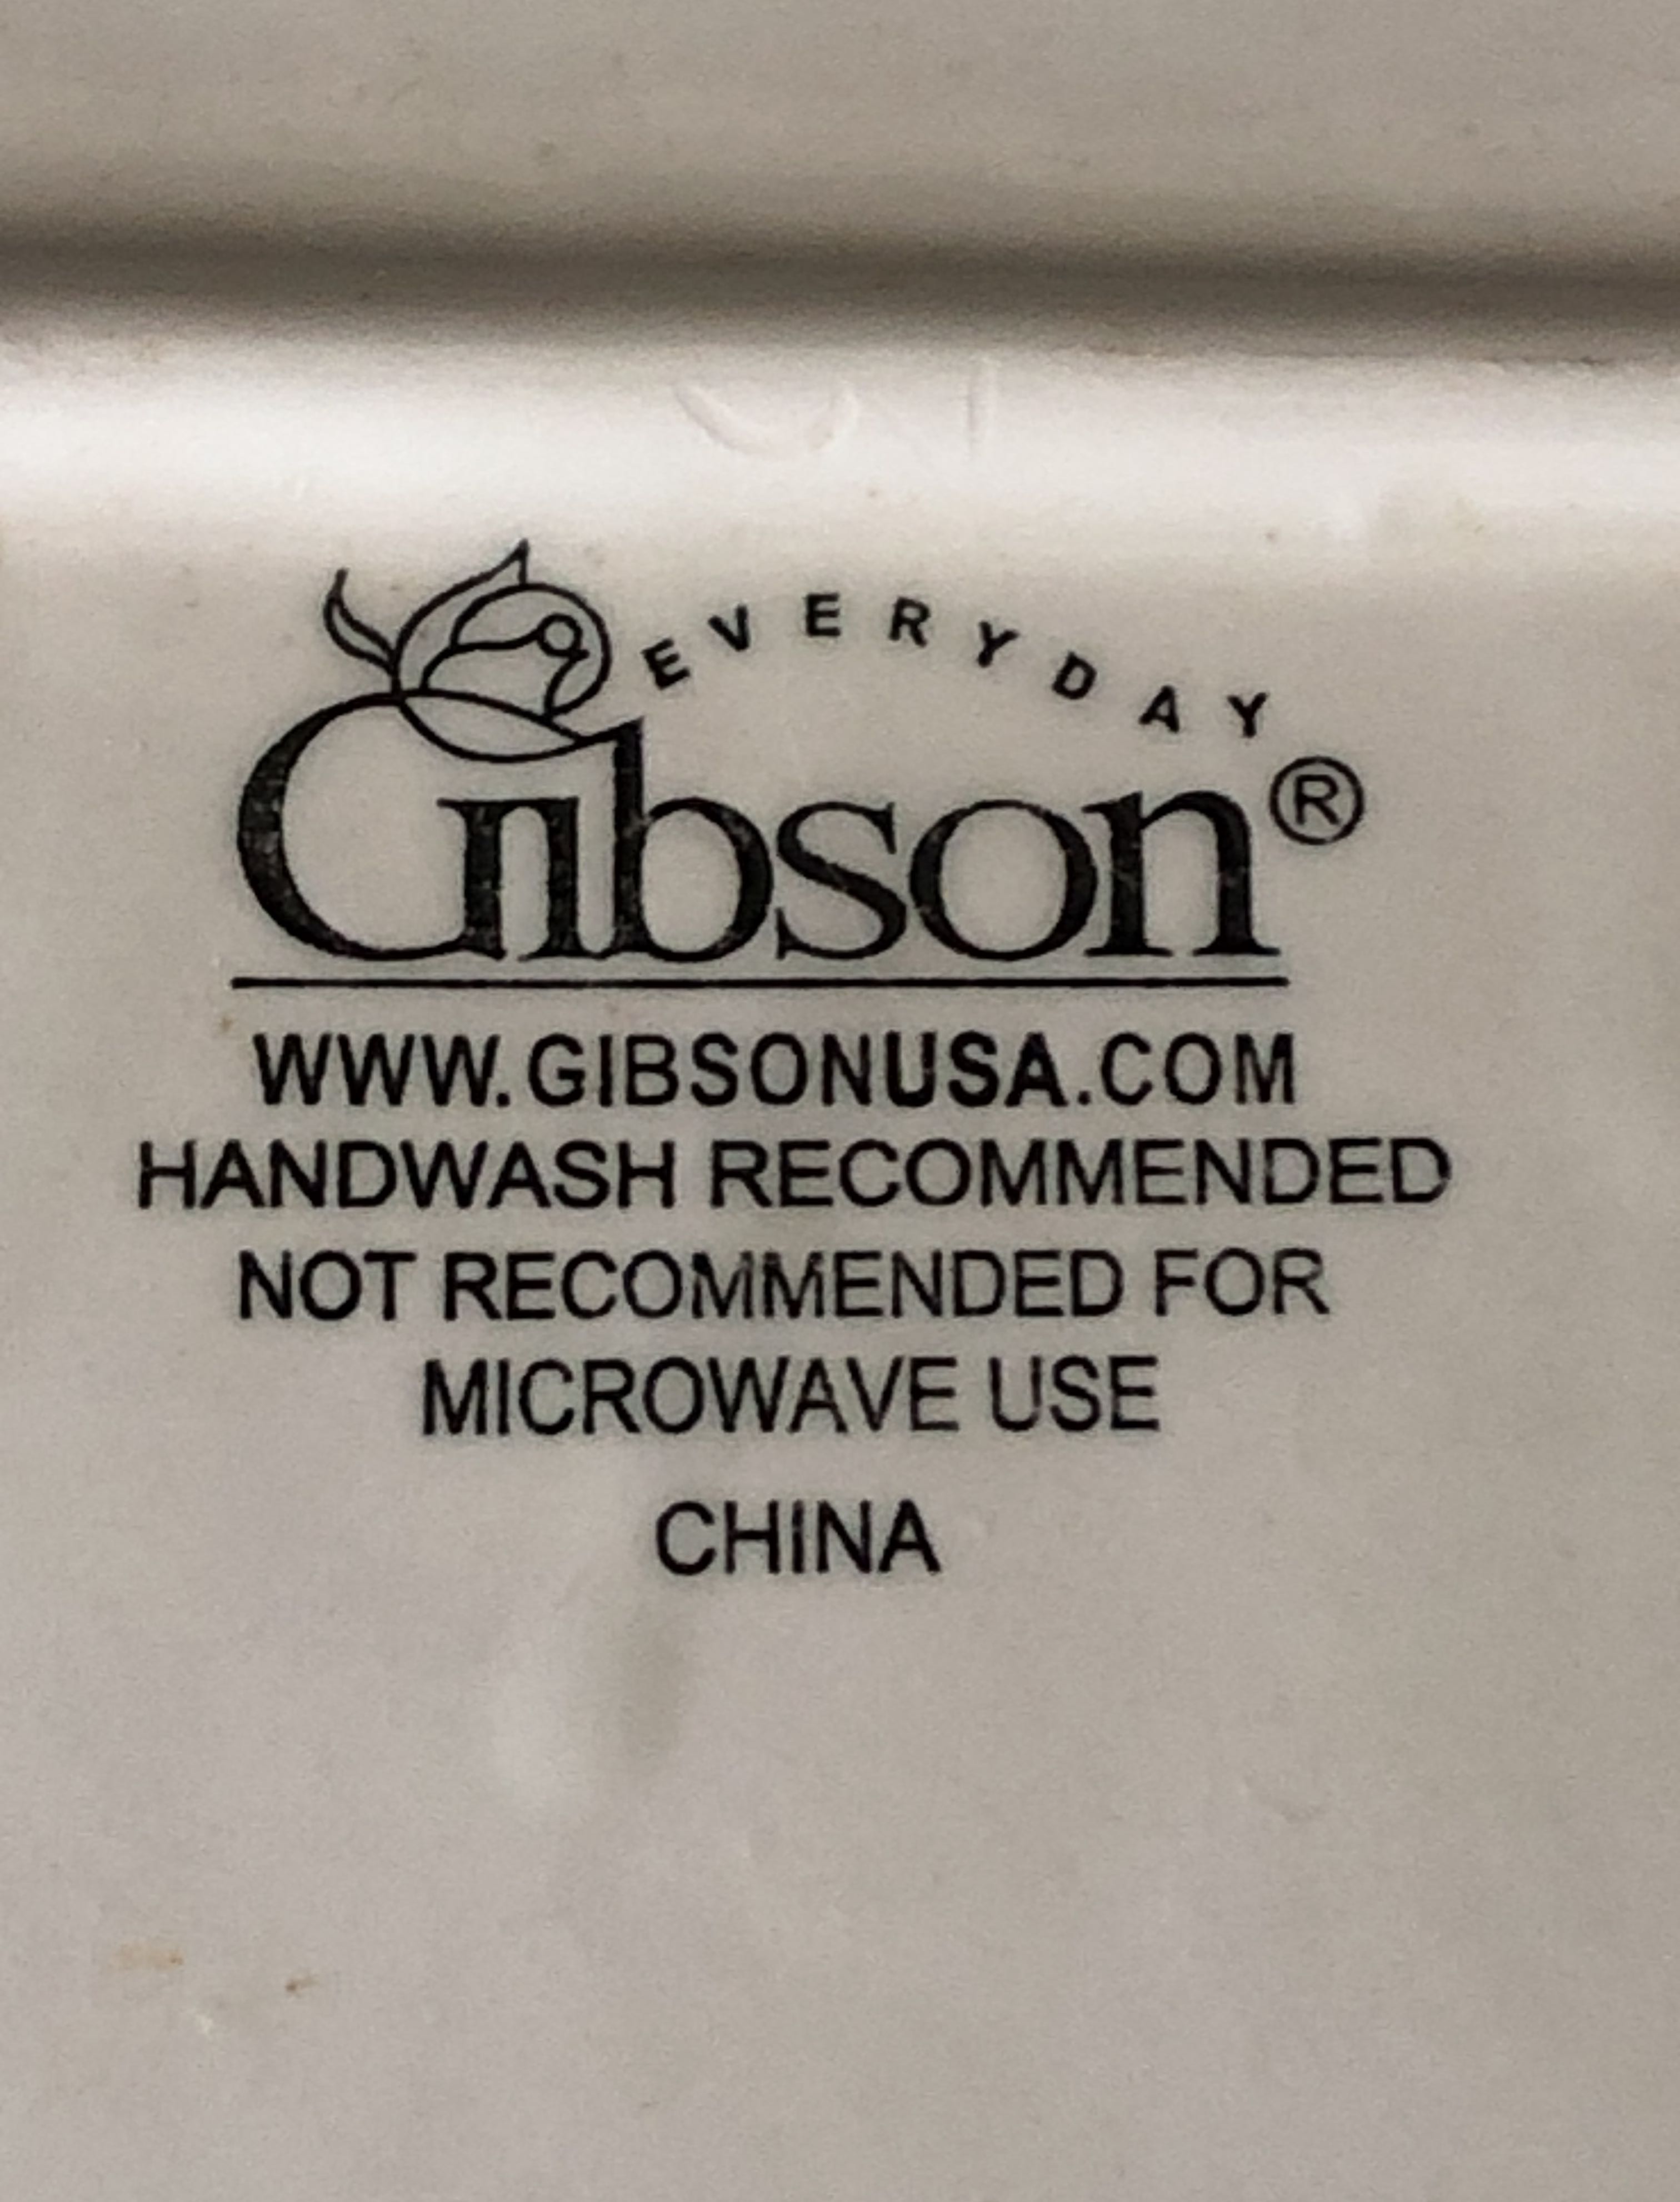 EVERYDAY
Gibson®
WWW.GIBSONUSA.COM
HANDWASH RECOMMENDED
NOT RECOMMENDED FOR
MICROWAVE USE
CHINA